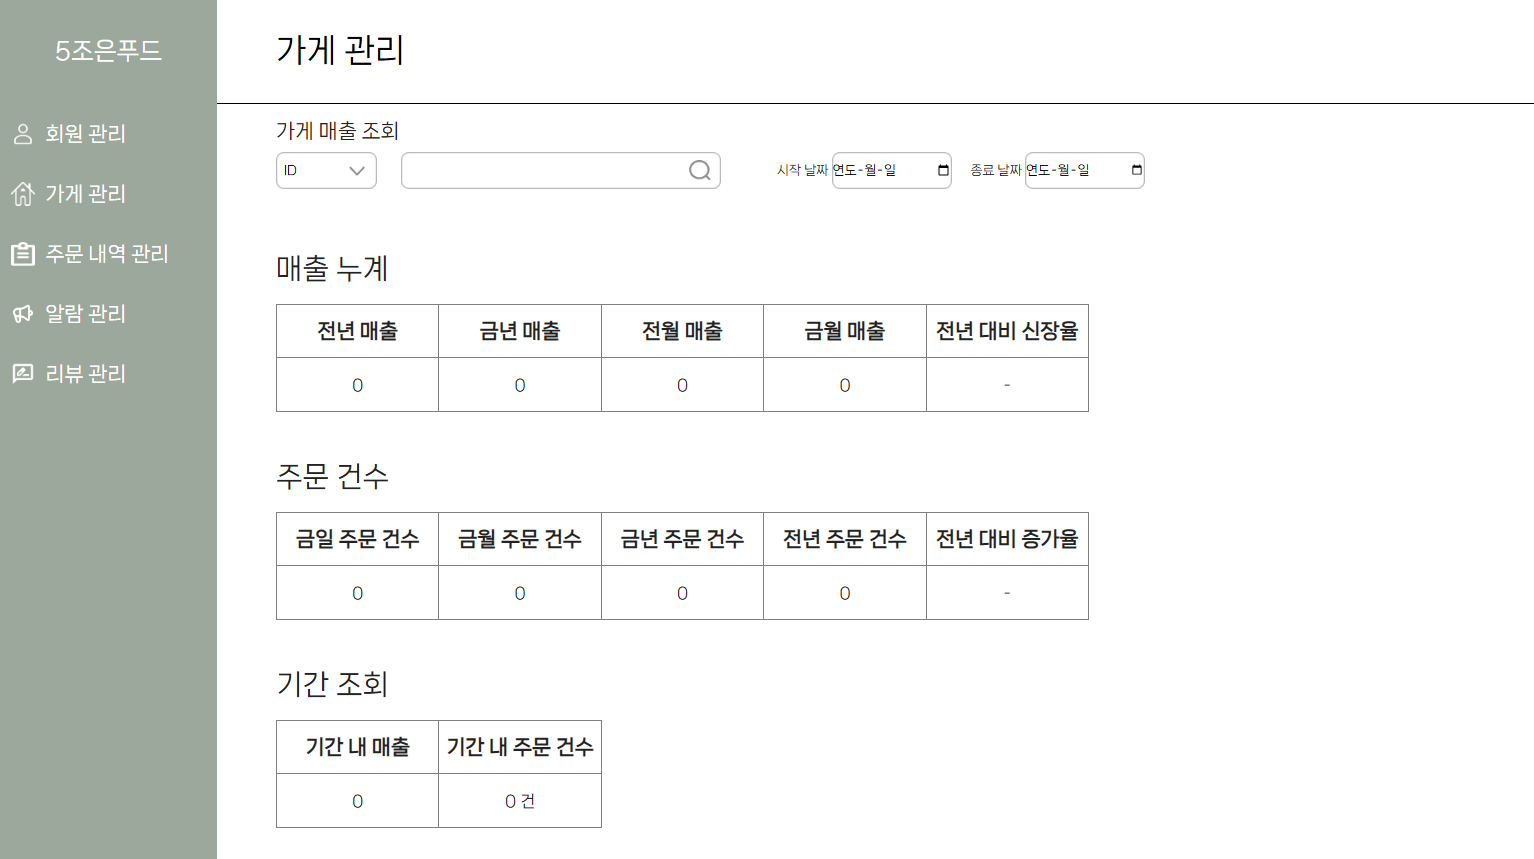 5조은푸드
회원 관리
가게 관리
주문 내역 관리
알람 관리
리뷰 관리
가게 관리
가게 매출 조회
ID 시작 날짜 연도-월-일 종료 날짜 연도-월-일
매출 누계
전년 매출 금년 매출 전월 매출 금월 매출 전년 대비 신장율
0 0 0 0 -
주문 건수
금일 주문 건수 금월 주문 건수 금년 주문 건수 전년 주문 건수 전년 대비 증가율
0 0 0 0 -
기간 조회
기간 내 매출 기간 내 주문 건수
0 0 건